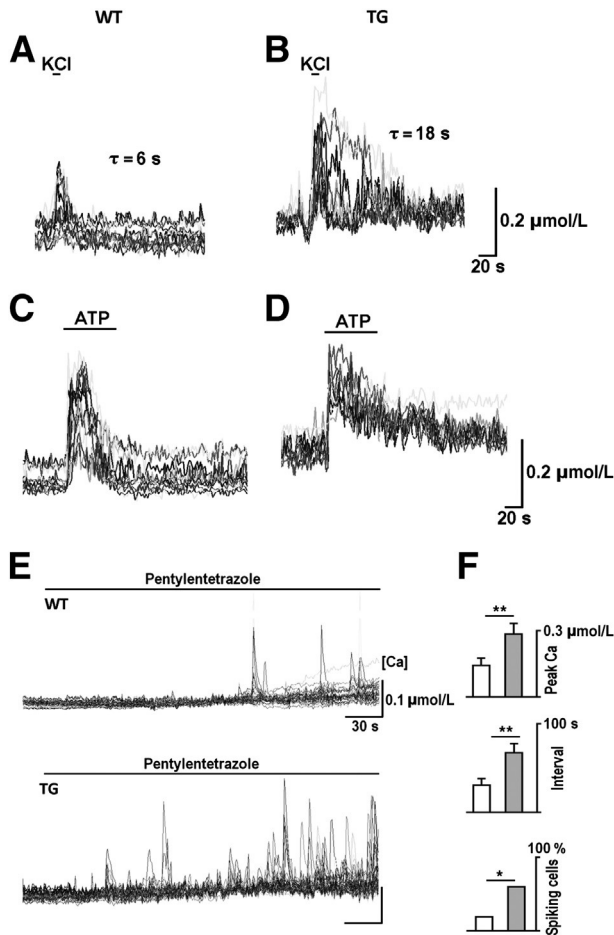 WT TG
A B
KCl KCl
τ = 6 s τ = 18 s
0.2 µmol/L
20 s
C D
ATP ATP
0.2 µmol/L
20 s
E F
Pentylentetrazole
WT
[Ca]
0.1 µmol/L
30 s
Pentylentetrazole
TG
**
0.3 µmol/L
Peak Ca
**
100 s
Interval
*
100 %
Spiking cells